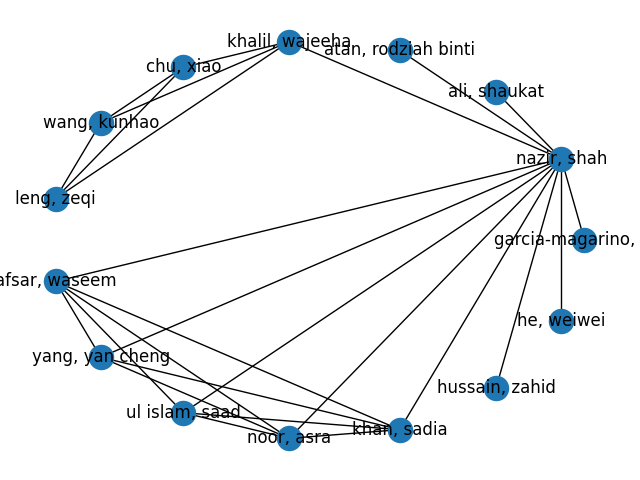 khalil, wajeeha
atan, rodziah binti
chu, xiao
ali, shaukat
wang, kunhao
nazir, shah
leng, zeqi
garcia-magarino,
afsar, waseem
he, weiwei
yang, yan cheng
hussain, zahid
ul islam, saad
khan, sadia
noor, asra